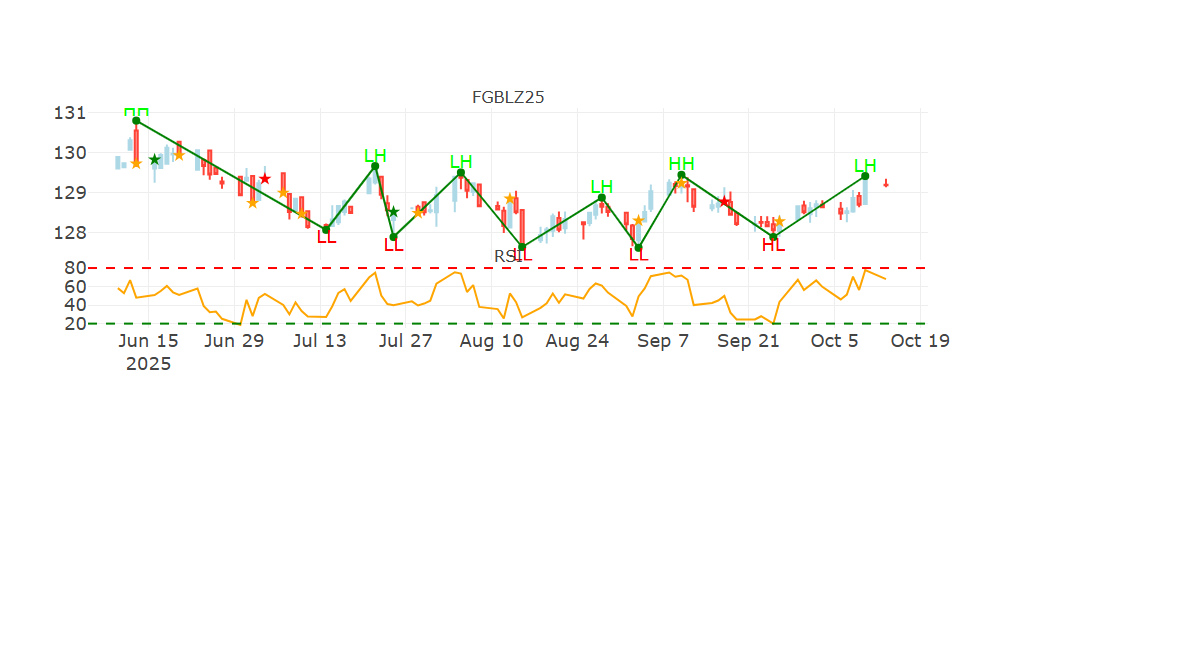 FGBLZ25
131
130
129
128
HH
LH
LH
LH
HH
LH
LL
LL
LL
LL
HL
RSI
80
60
40
20
Jun 15
2025
Jun 29
Jul 13
Jul 27
Aug 10
Aug 24
Sep 7
Sep 21
Oct 5
Oct 19